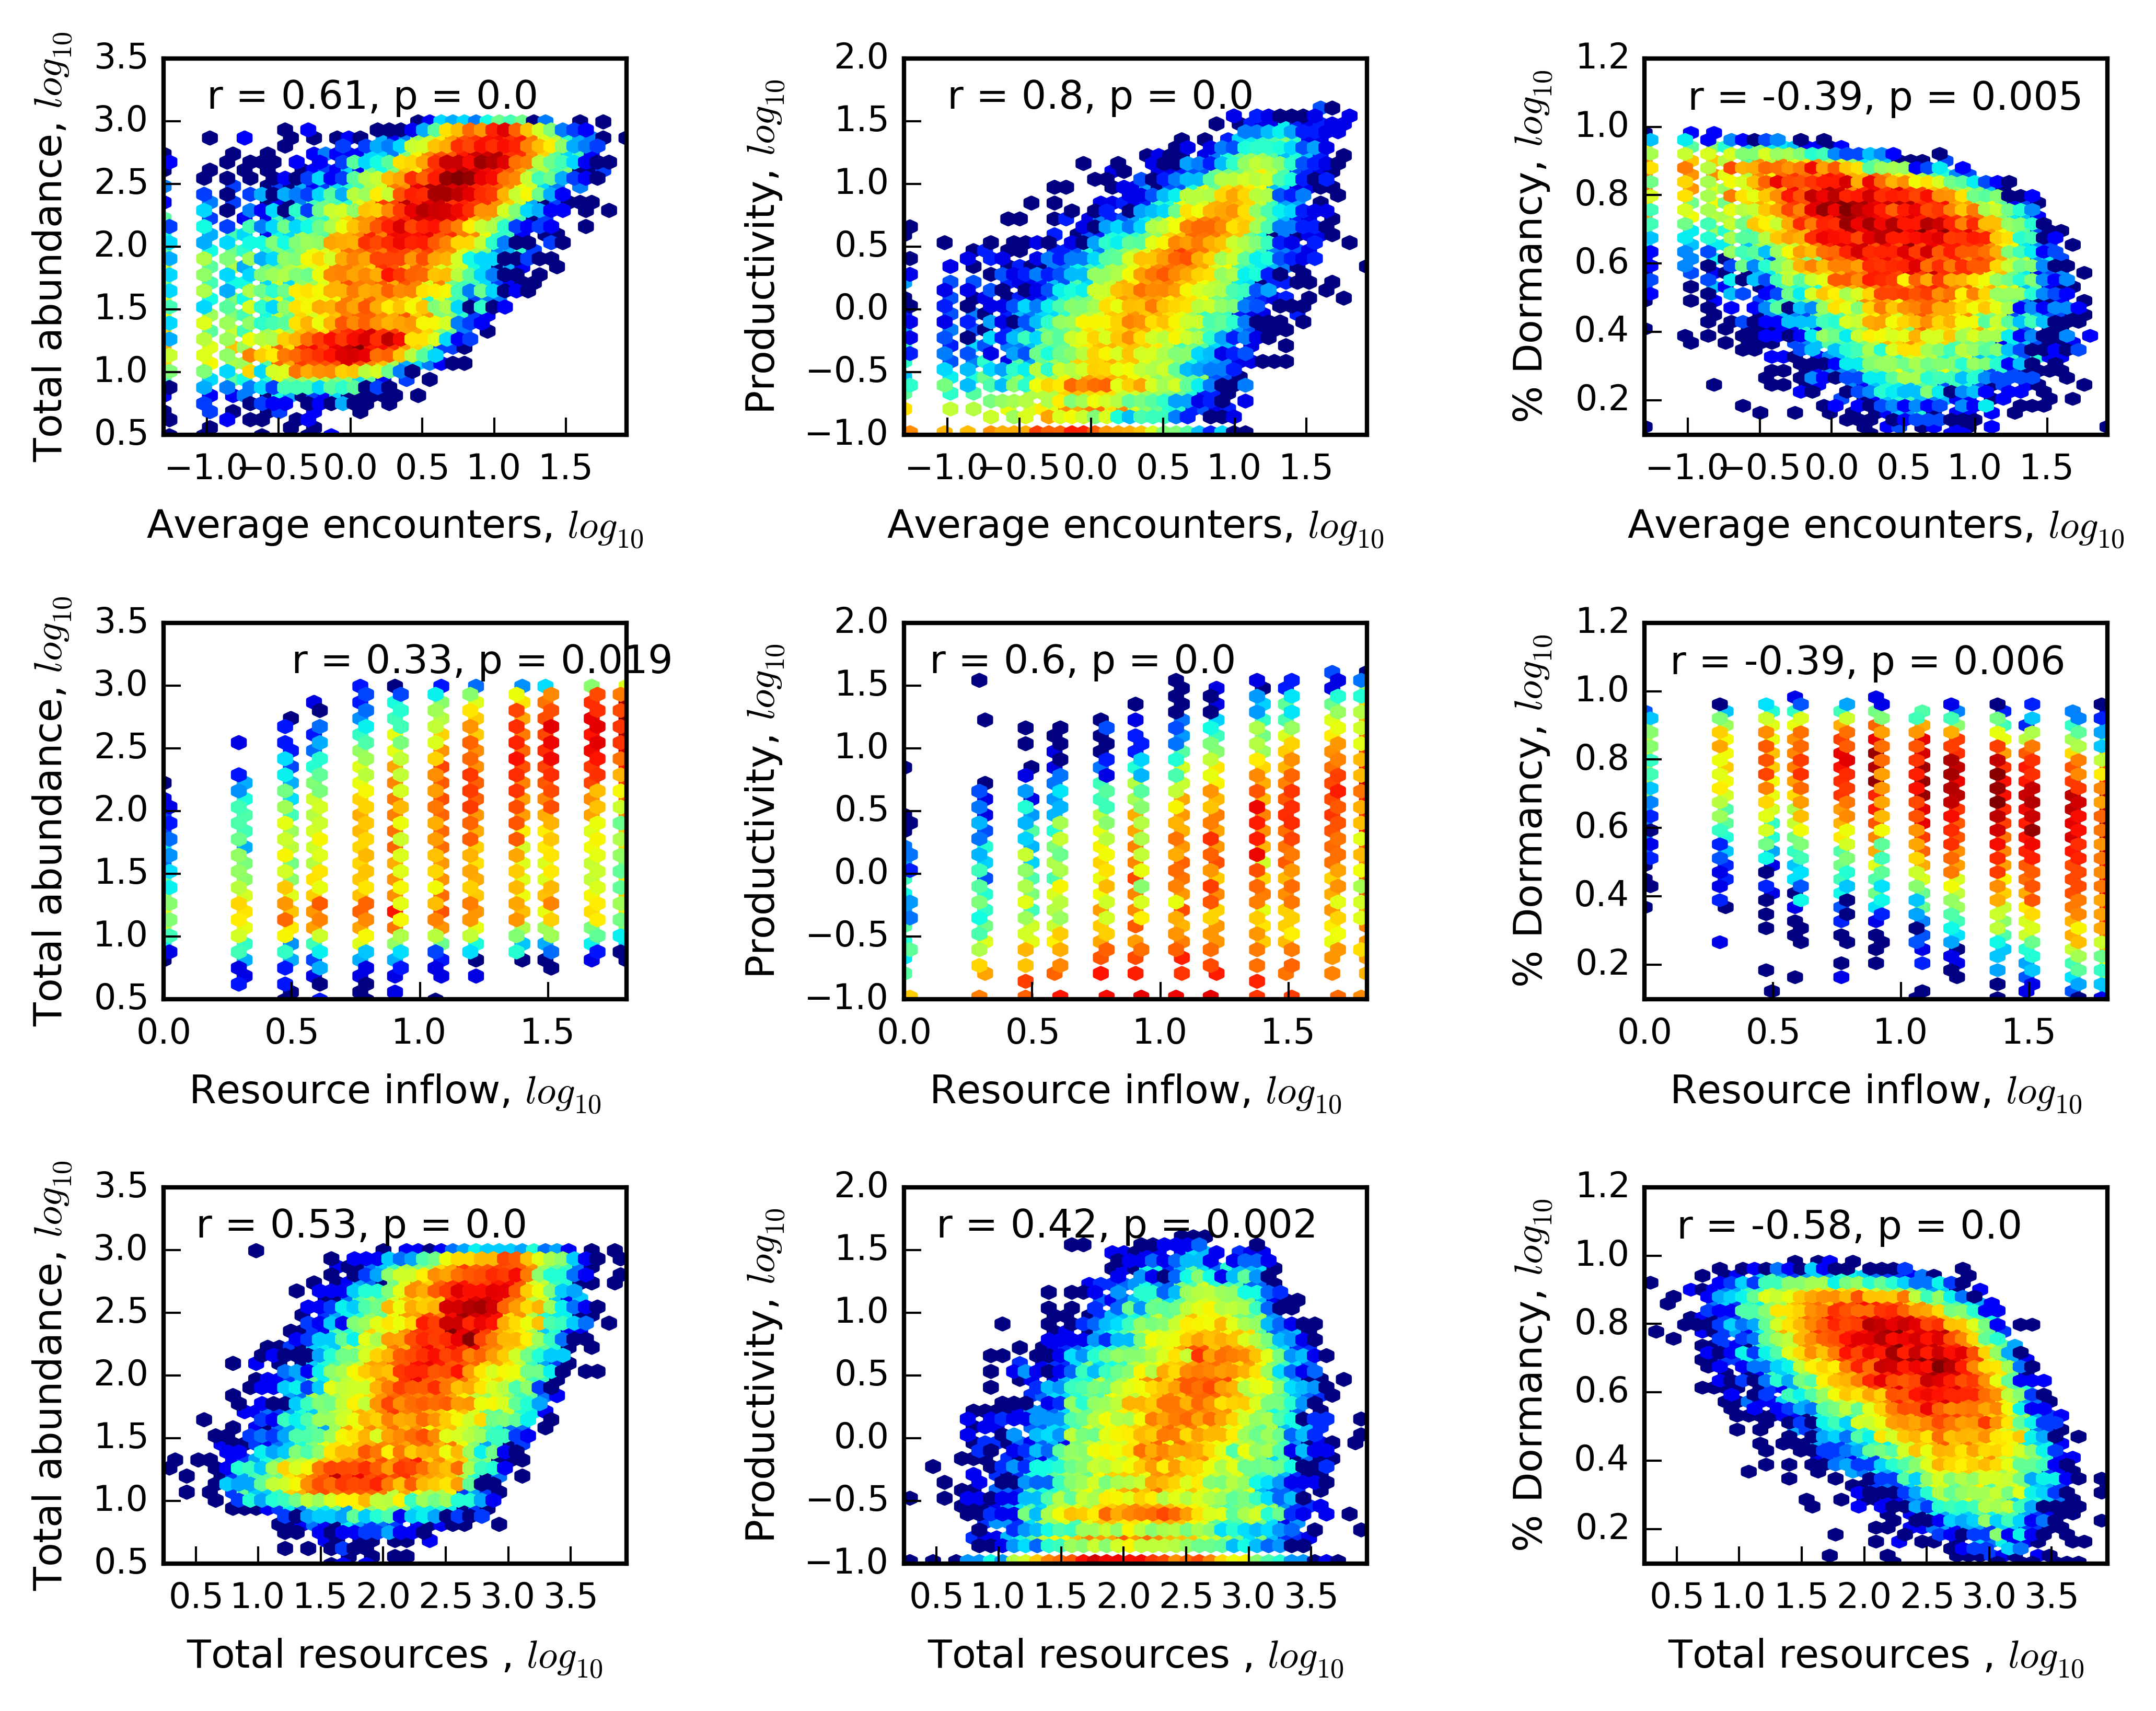 r = 0.61, p = 0.0
Total abundance, log10
3.5
3.0
2.5
2.0
1.5
1.0
0.5
−1.0 −0.5 0.0 0.5 1.0 1.5
Average encounters, log10
r = 0.8, p = 0.0
Productivity, log10
2.0
1.5
1.0
0.5
0.0
−0.5
−1.0
−1.0 −0.5 0.0 0.5 1.0 1.5
Average encounters, log10
r = -0.39, p = 0.005
% Dormancy, log10
1.2
1.0
0.8
0.6
0.4
0.2
−1.0 −0.5 0.0 0.5 1.0 1.5
Average encounters, log10
r = 0.33, p = 0.019
Total abundance, log10
3.5
3.0
2.5
2.0
1.5
1.0
0.5
0.0 0.5 1.0 1.5
Resource inflow, log10
r = 0.6, p = 0.0
Productivity, log10
2.0
1.5
1.0
0.5
0.0
−0.5
−1.0
0.0 0.5 1.0 1.5
Resource inflow, log10
r = -0.39, p = 0.006
% Dormancy, log10
1.2
1.0
0.8
0.6
0.4
0.2
0.0 0.5 1.0 1.5
Resource inflow, log10
r = 0.53, p = 0.0
Total abundance, log10
3.5
3.0
2.5
2.0
1.5
1.0
0.5
0.5 1.0 1.5 2.0 2.5 3.0 3.5
Total resources , log10
r = 0.42, p = 0.002
Productivity, log10
2.0
1.5
1.0
0.5
0.0
−0.5
−1.0
0.5 1.0 1.5 2.0 2.5 3.0 3.5
Total resources , log10
r = -0.58, p = 0.0
% Dormancy, log10
1.2
1.0
0.8
0.6
0.4
0.2
0.5 1.0 1.5 2.0 2.5 3.0 3.5
Total resources , log10